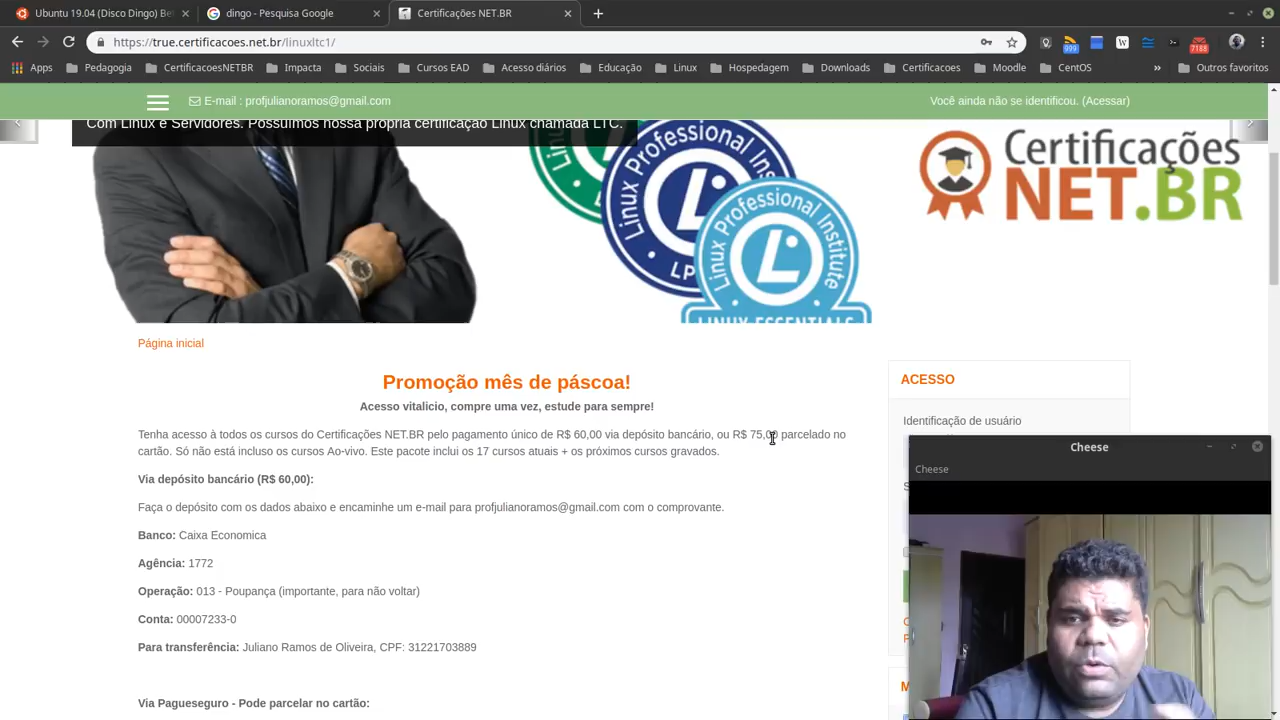 Ubuntu 19.04 (Disco
dingo - Pesquisa Google
Certificações NET.BR
https://true.certificacoes.net.br/linuxltc1/
Apps Pedagogia CertificacoesNETBR Impacta Sociais Cursos EAD Acesso diários Educação Linux Hospedagem Downloads Certificacoes Moodle CentOS Outros favoritos
999
7188
E-mail : profjulianoramos@gmail.com
Você ainda não se identificou. (Acessar)
Com Linux e Servidores. Possuímos nossa própria certificação Linux chamada LTC.
Linux Professional Institute
LP
Linux Professional Institute
LINUX ESSENTIALS
Certificações
NET.BR
Página inicial
Promoção mês de páscoa!
Acesso vitalicio, compre uma vez, estude para sempre!
Tenha acesso à todos os cursos do Certificações NET.BR pelo pagamento único de R$ 60,00 via depósito bancário, ou R$ 75,00 parcelado no
cartão. Só não está incluso os cursos Ao-vivo. Este pacote inclui os 17 cursos atuais + os próximos cursos gravados.
Via depósito bancário (R$ 60,00):
Faça o depósito com os dados abaixo e encaminhe um e-mail para profjulianoramos@gmail.com com o comprovante.
Banco: Caixa Economica
Agência: 1772
Operação: 013 - Poupança (importante, para não voltar)
Conta: 00007233-0
Para transferência: Juliano Ramos de Oliveira, CPF: 31221703889
Via Pagueseguro - Pode parcelar no cartão:
ACESSO
Identificação de usuário
Cheese
Cheese